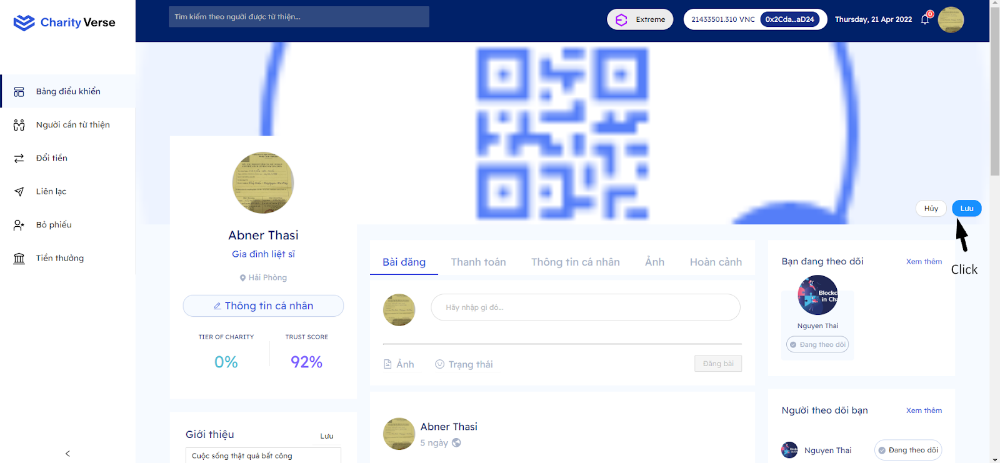 Charity Verse
Tìm kiếm theo người được từ thiện...
Extreme
21433501.310 VNC
0x2Cda...aD24
Thursday, 21 Apr 2022
0
Bảng điều khiển
Người cần từ thiện
Đổi tiền
Liên lạc
Bỏ phiếu
Tiền thưởng
Hủy
Lưu
Click
Abner Thasi
Gia đình liệt sĩ
Hải Phòng
Thông tin cá nhân
TIER OF CHARITY
TRUST SCORE
0%
92%
Giới thiệu
Lưu
Cuộc sống thật quá bất công
Bài đăng
Thanh toán
Thông tin cá nhân
Ảnh
Hoàn cảnh
Hãy nhập gì đó...
Ảnh
Trạng thái
Đăng bài
Abner Thasi
5 ngày
Bạn đang theo dõi
Xem thêm
Blockc
in Cha
Nguyen Thai
Đang theo dõi
Người theo dõi bạn
Xem thêm
Nguyen Thai
Đang theo dõi